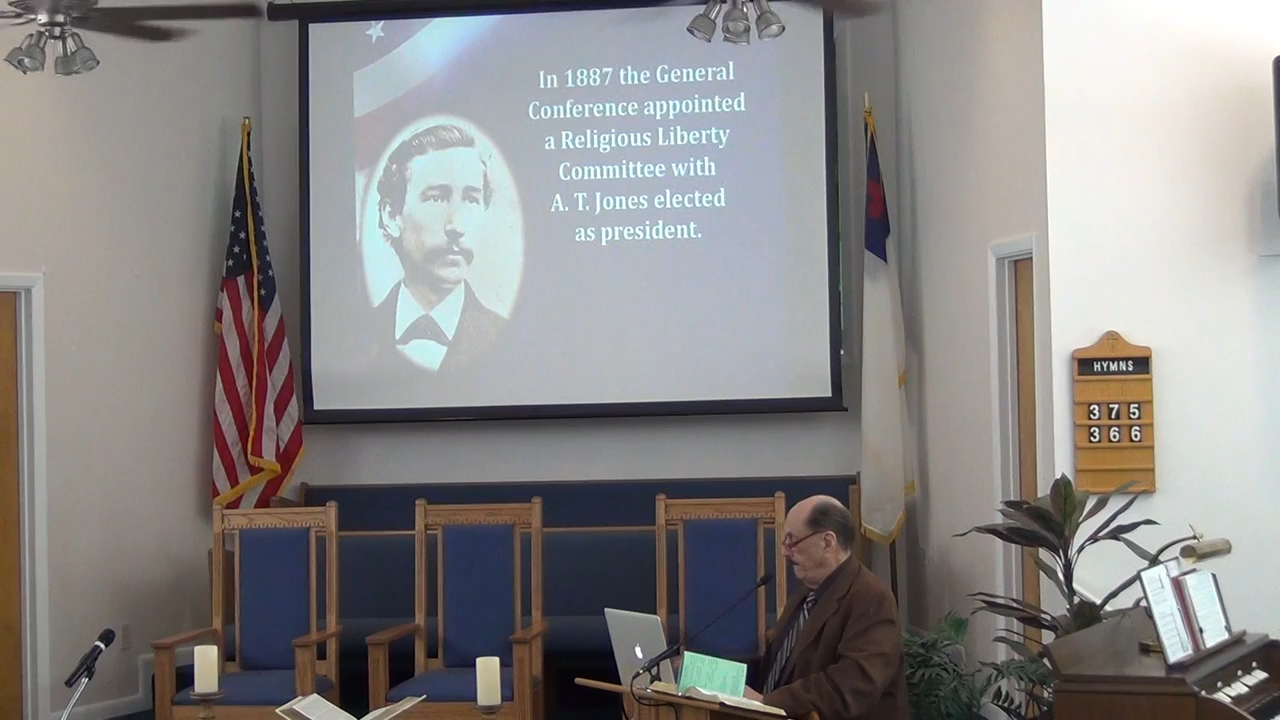 In 1887 the General
Conference appointed
a Religious Liberty
Committee with
A. T. Jones elected
as president.
HYMNS
375
366